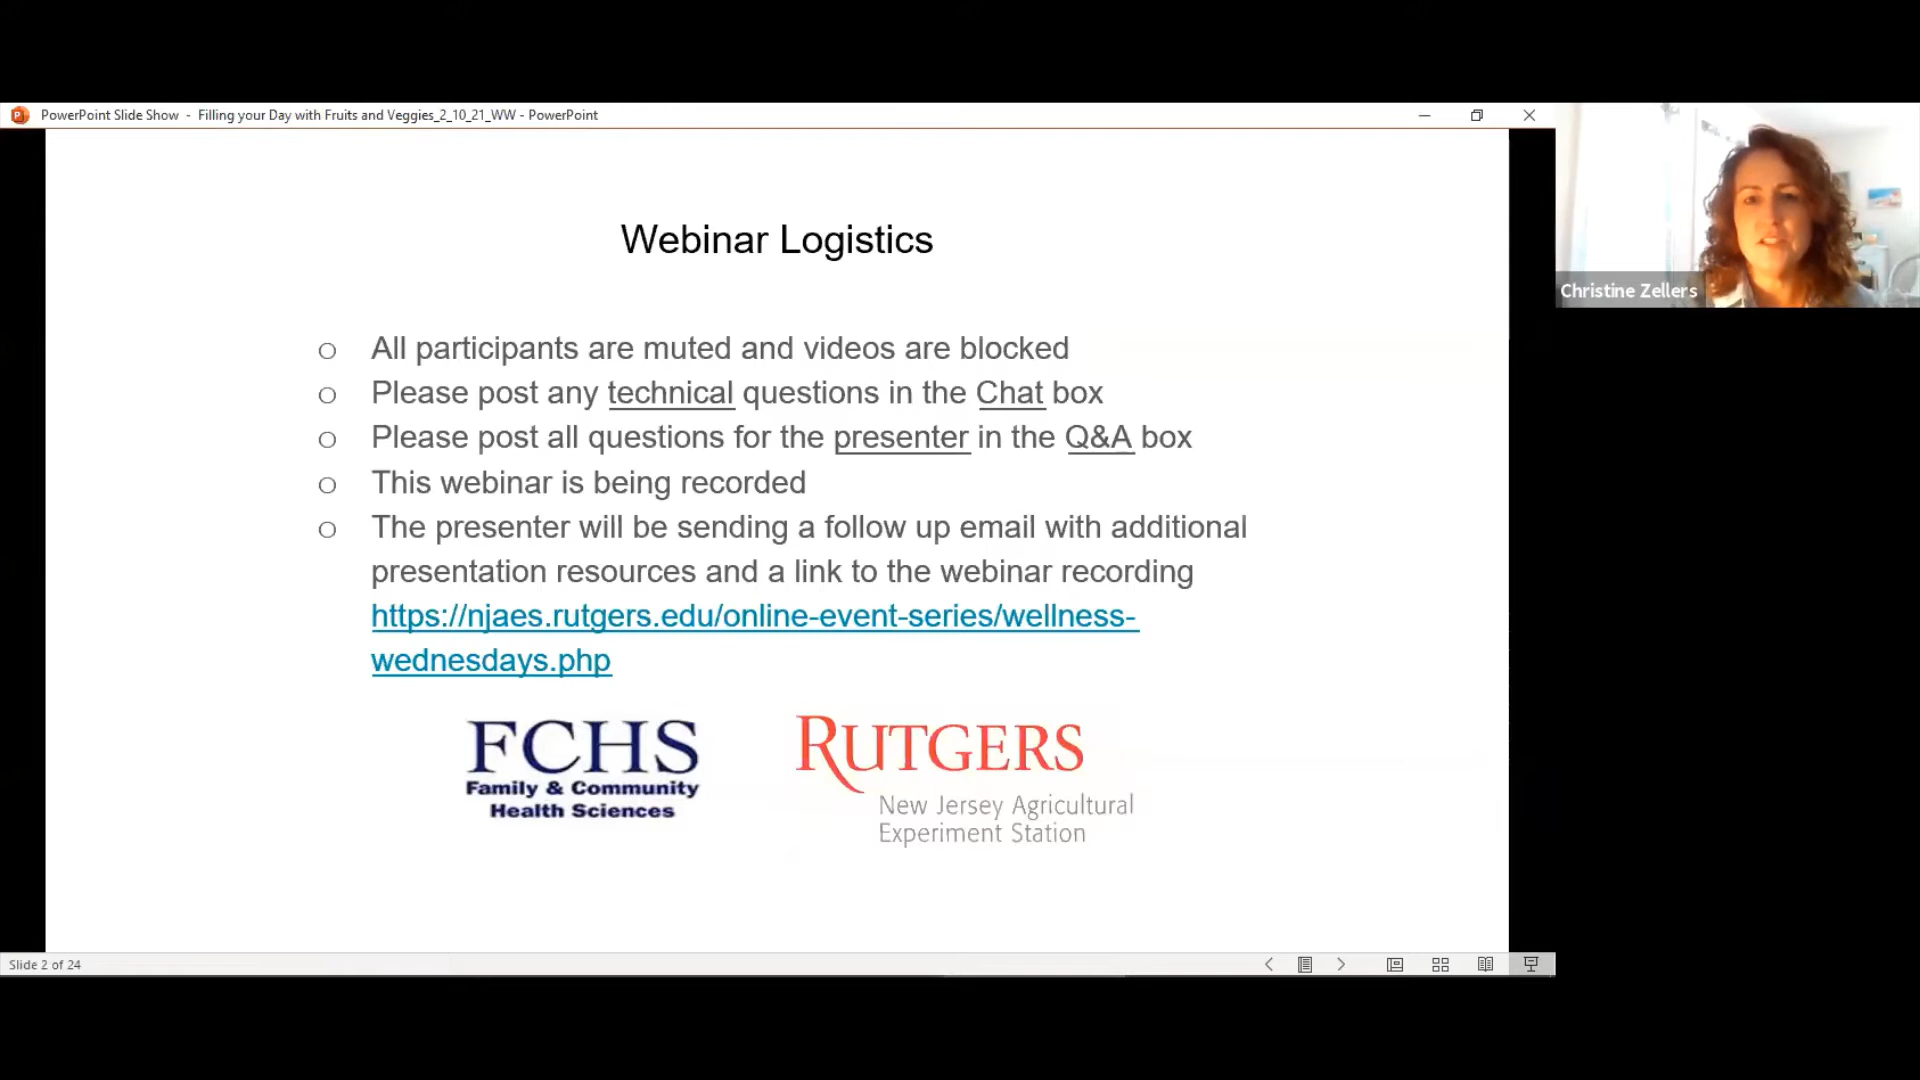 PowerPoint Slide Show - Filling your Day with Fruits and Veggies_2_10_21_WW - PowerPoint
Christine Zellers
Webinar Logistics
o All participants are muted and videos are blocked
o Please post any technical questions in the Chat box
o Please post all questions for the presenter in the Q&A box
o This webinar is being recorded
o The presenter will be sending a follow up email with additional
presentation resources and a link to the webinar recording
https://njaes.rutgers.edu/online-event-series/wellness-
wednesdays.php
FCHS
Family & Community
Health Sciences
RUTGERS
New Jersey Agricultural
Experiment Station
Slide 2 of 24